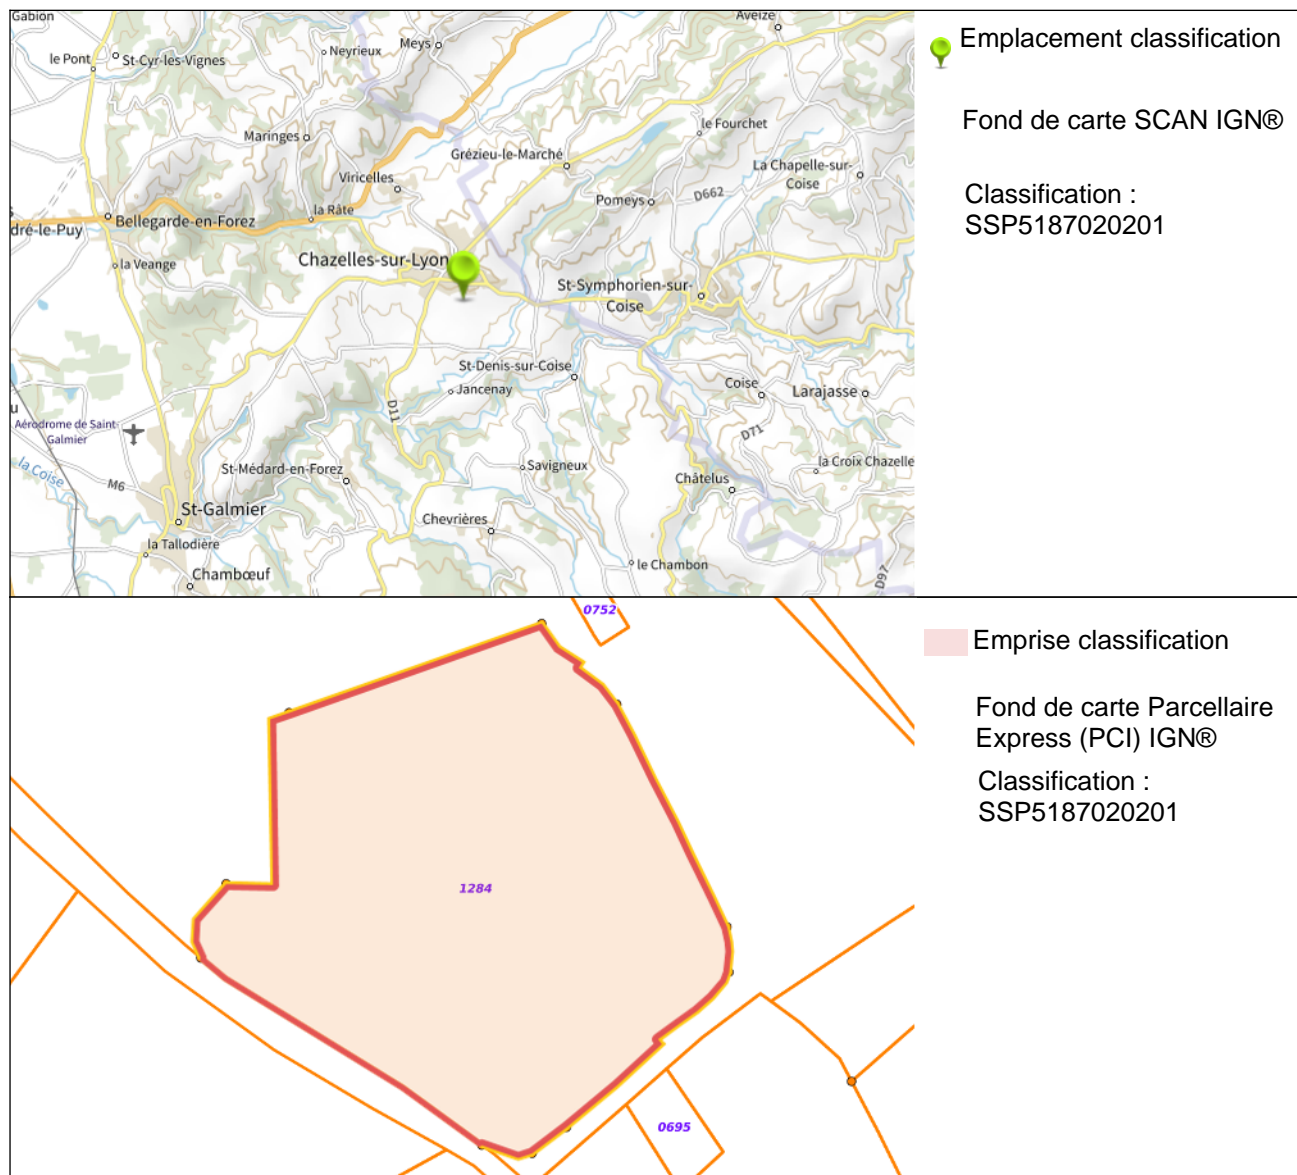 Gabion
Aveize
Meys
Neyrieux
le Pont
St-Cyr-les-Vignes
Maringes
le Fourchet
Grézieu-le-Marché
La Chapelle-sur-
Coise
Viricelles
D662
Pomeys
la Râte
Bellegarde-en-Forez
dré-le-Puy
la Veange
Chazelles-sur-Lyon
St-Symphorien-sur-
Coise
St-Denis-sur-Coise
Jancenay
Coise
Larajasse
D11
Aérodrome de Saint-
Galmier
D71
la Coise
St-Médard-en-Forez
Savigneux
la Croix Chazelle
M6
Châtelus
St-Galmier
Chevrières
la Tallodière
le Chambon
Chambœuf
D97
Emplacement classification
Fond de carte SCAN IGN®
Classification :
SSP5187020201
0752
1284
0695
Emprise classification
Fond de carte Parcellaire
Express (PCI) IGN®
Classification :
SSP5187020201